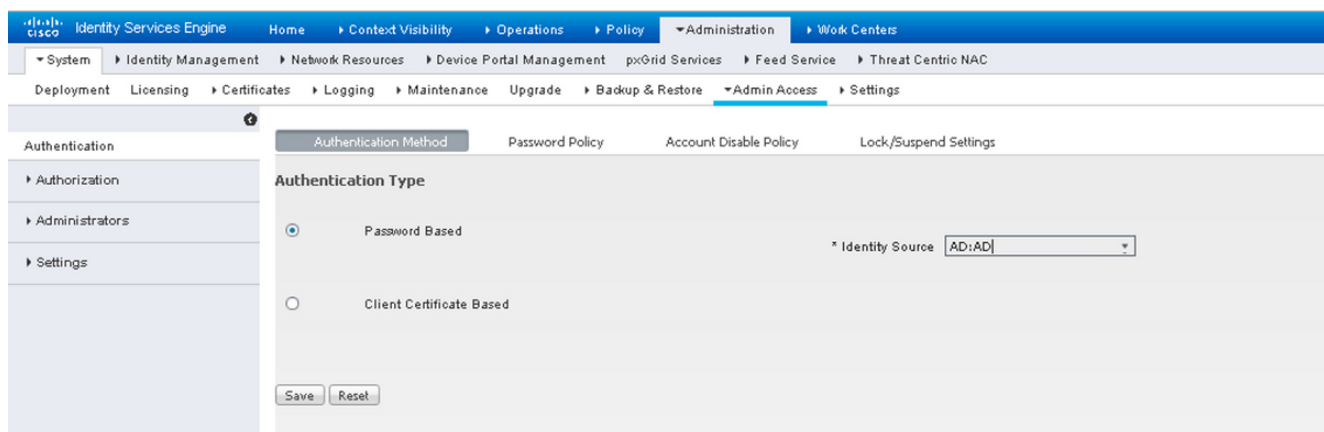 cisco Identity Services Engine Home Context Visibility Operations Policy Administration Work Centers
System Identity Management Network Resources Device Portal Management pxGrid Services Feed Service Threat Centric NAC
Deployment Licensing Certificates Logging Maintenance Upgrade Backup & Restore Admin Access Settings
Authentication
Authorization
Administrators
Settings
Authentication Method Password Policy Account Disable Policy Lock/Suspend Settings
Authentication Type
Password Based
* Identity Source AD:AD
Client Certificate Based
Save Reset